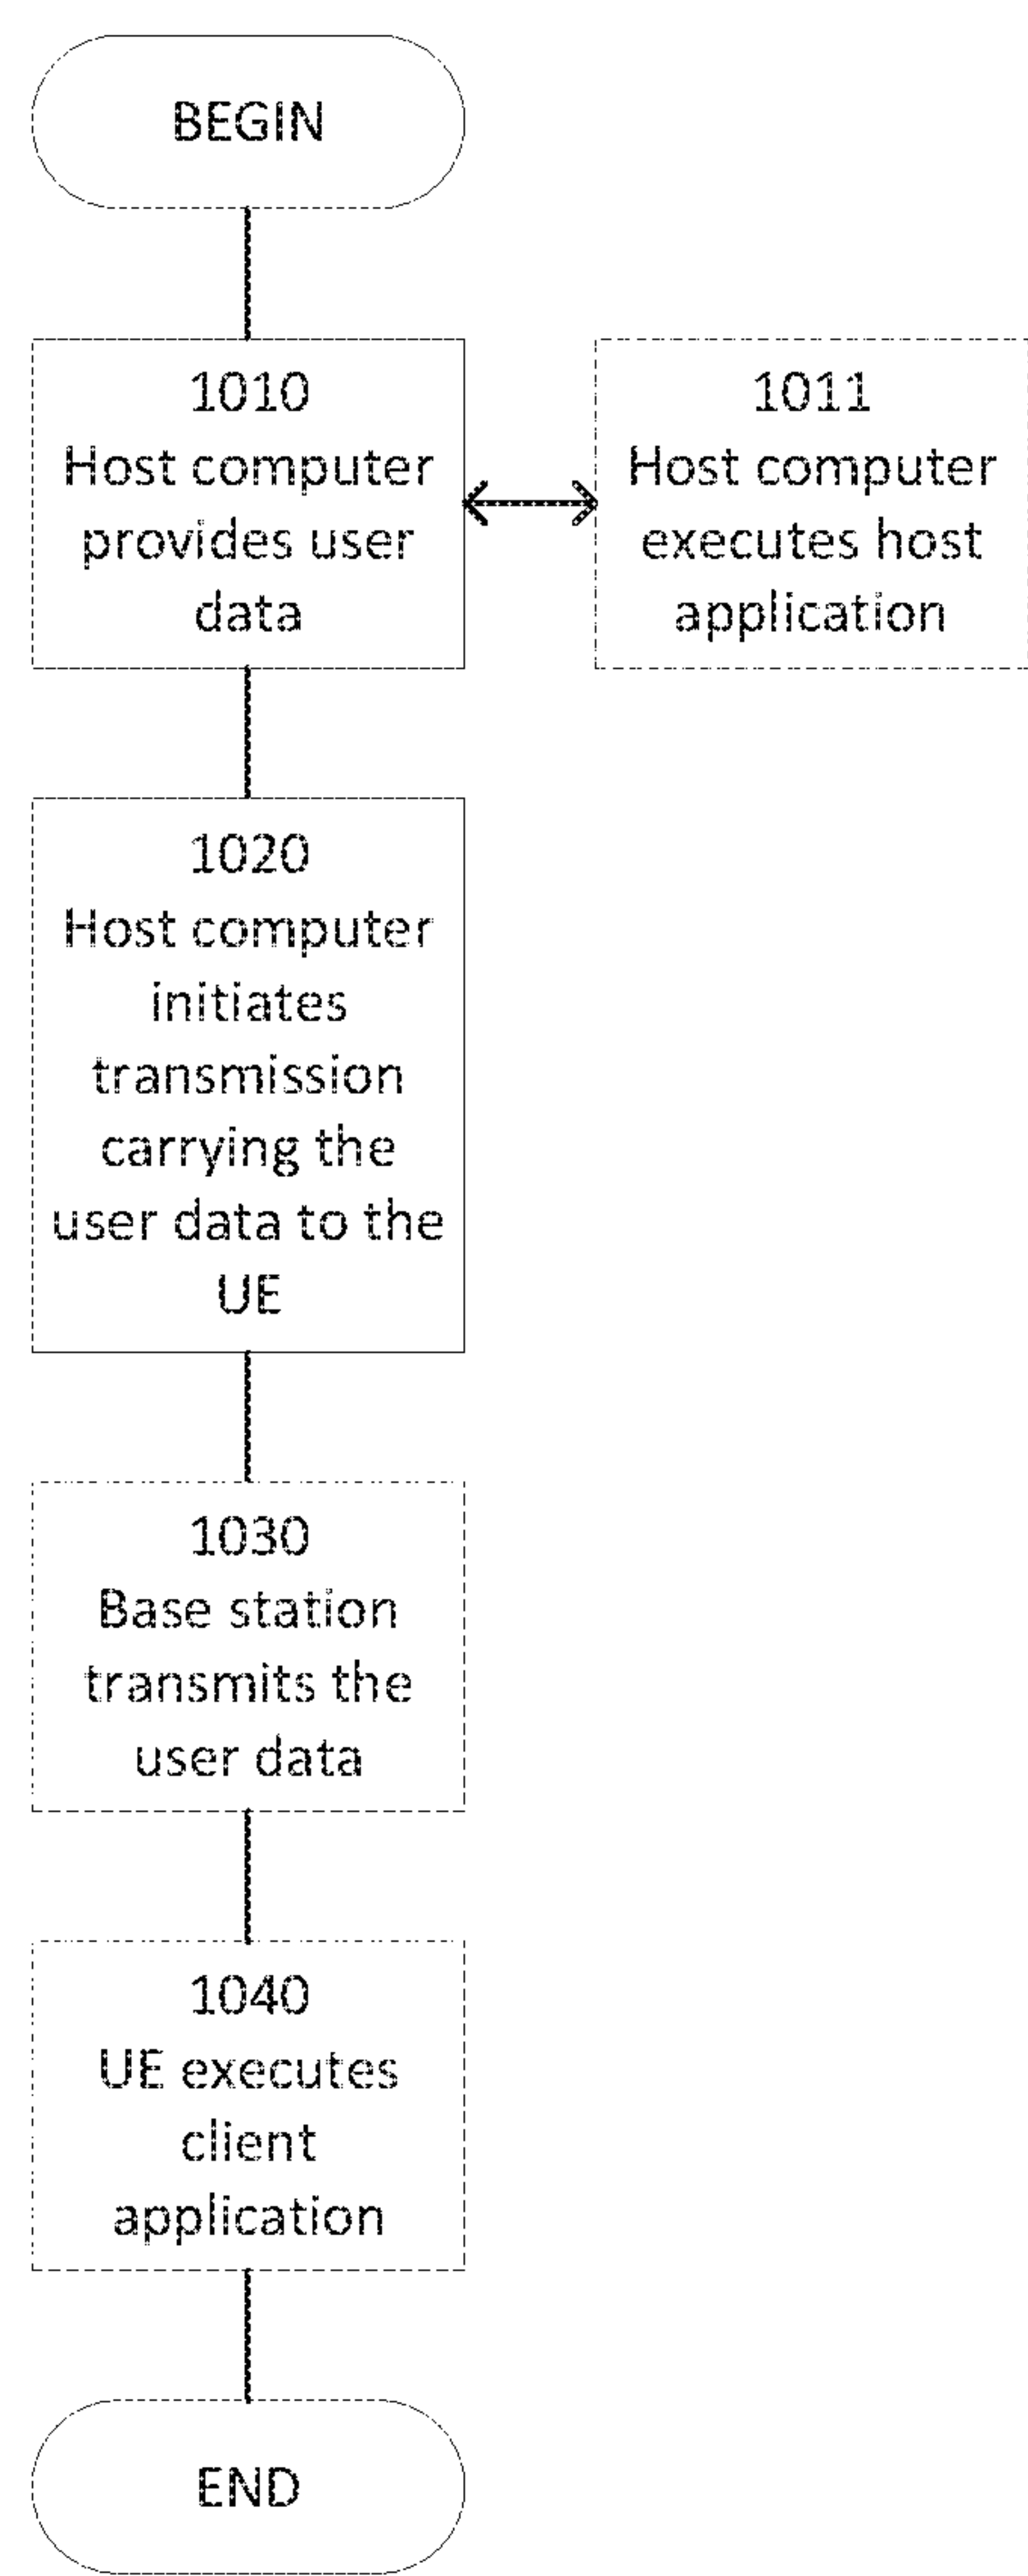 BEGIN
1010
Host computer
provides user
data
1011
Host computer
executes host
application
1020
Host computer
initiates
transmission
carrying the
user data to the
UE
1030
Base station
transmits the
user data
1040
UE executes
client
application
END